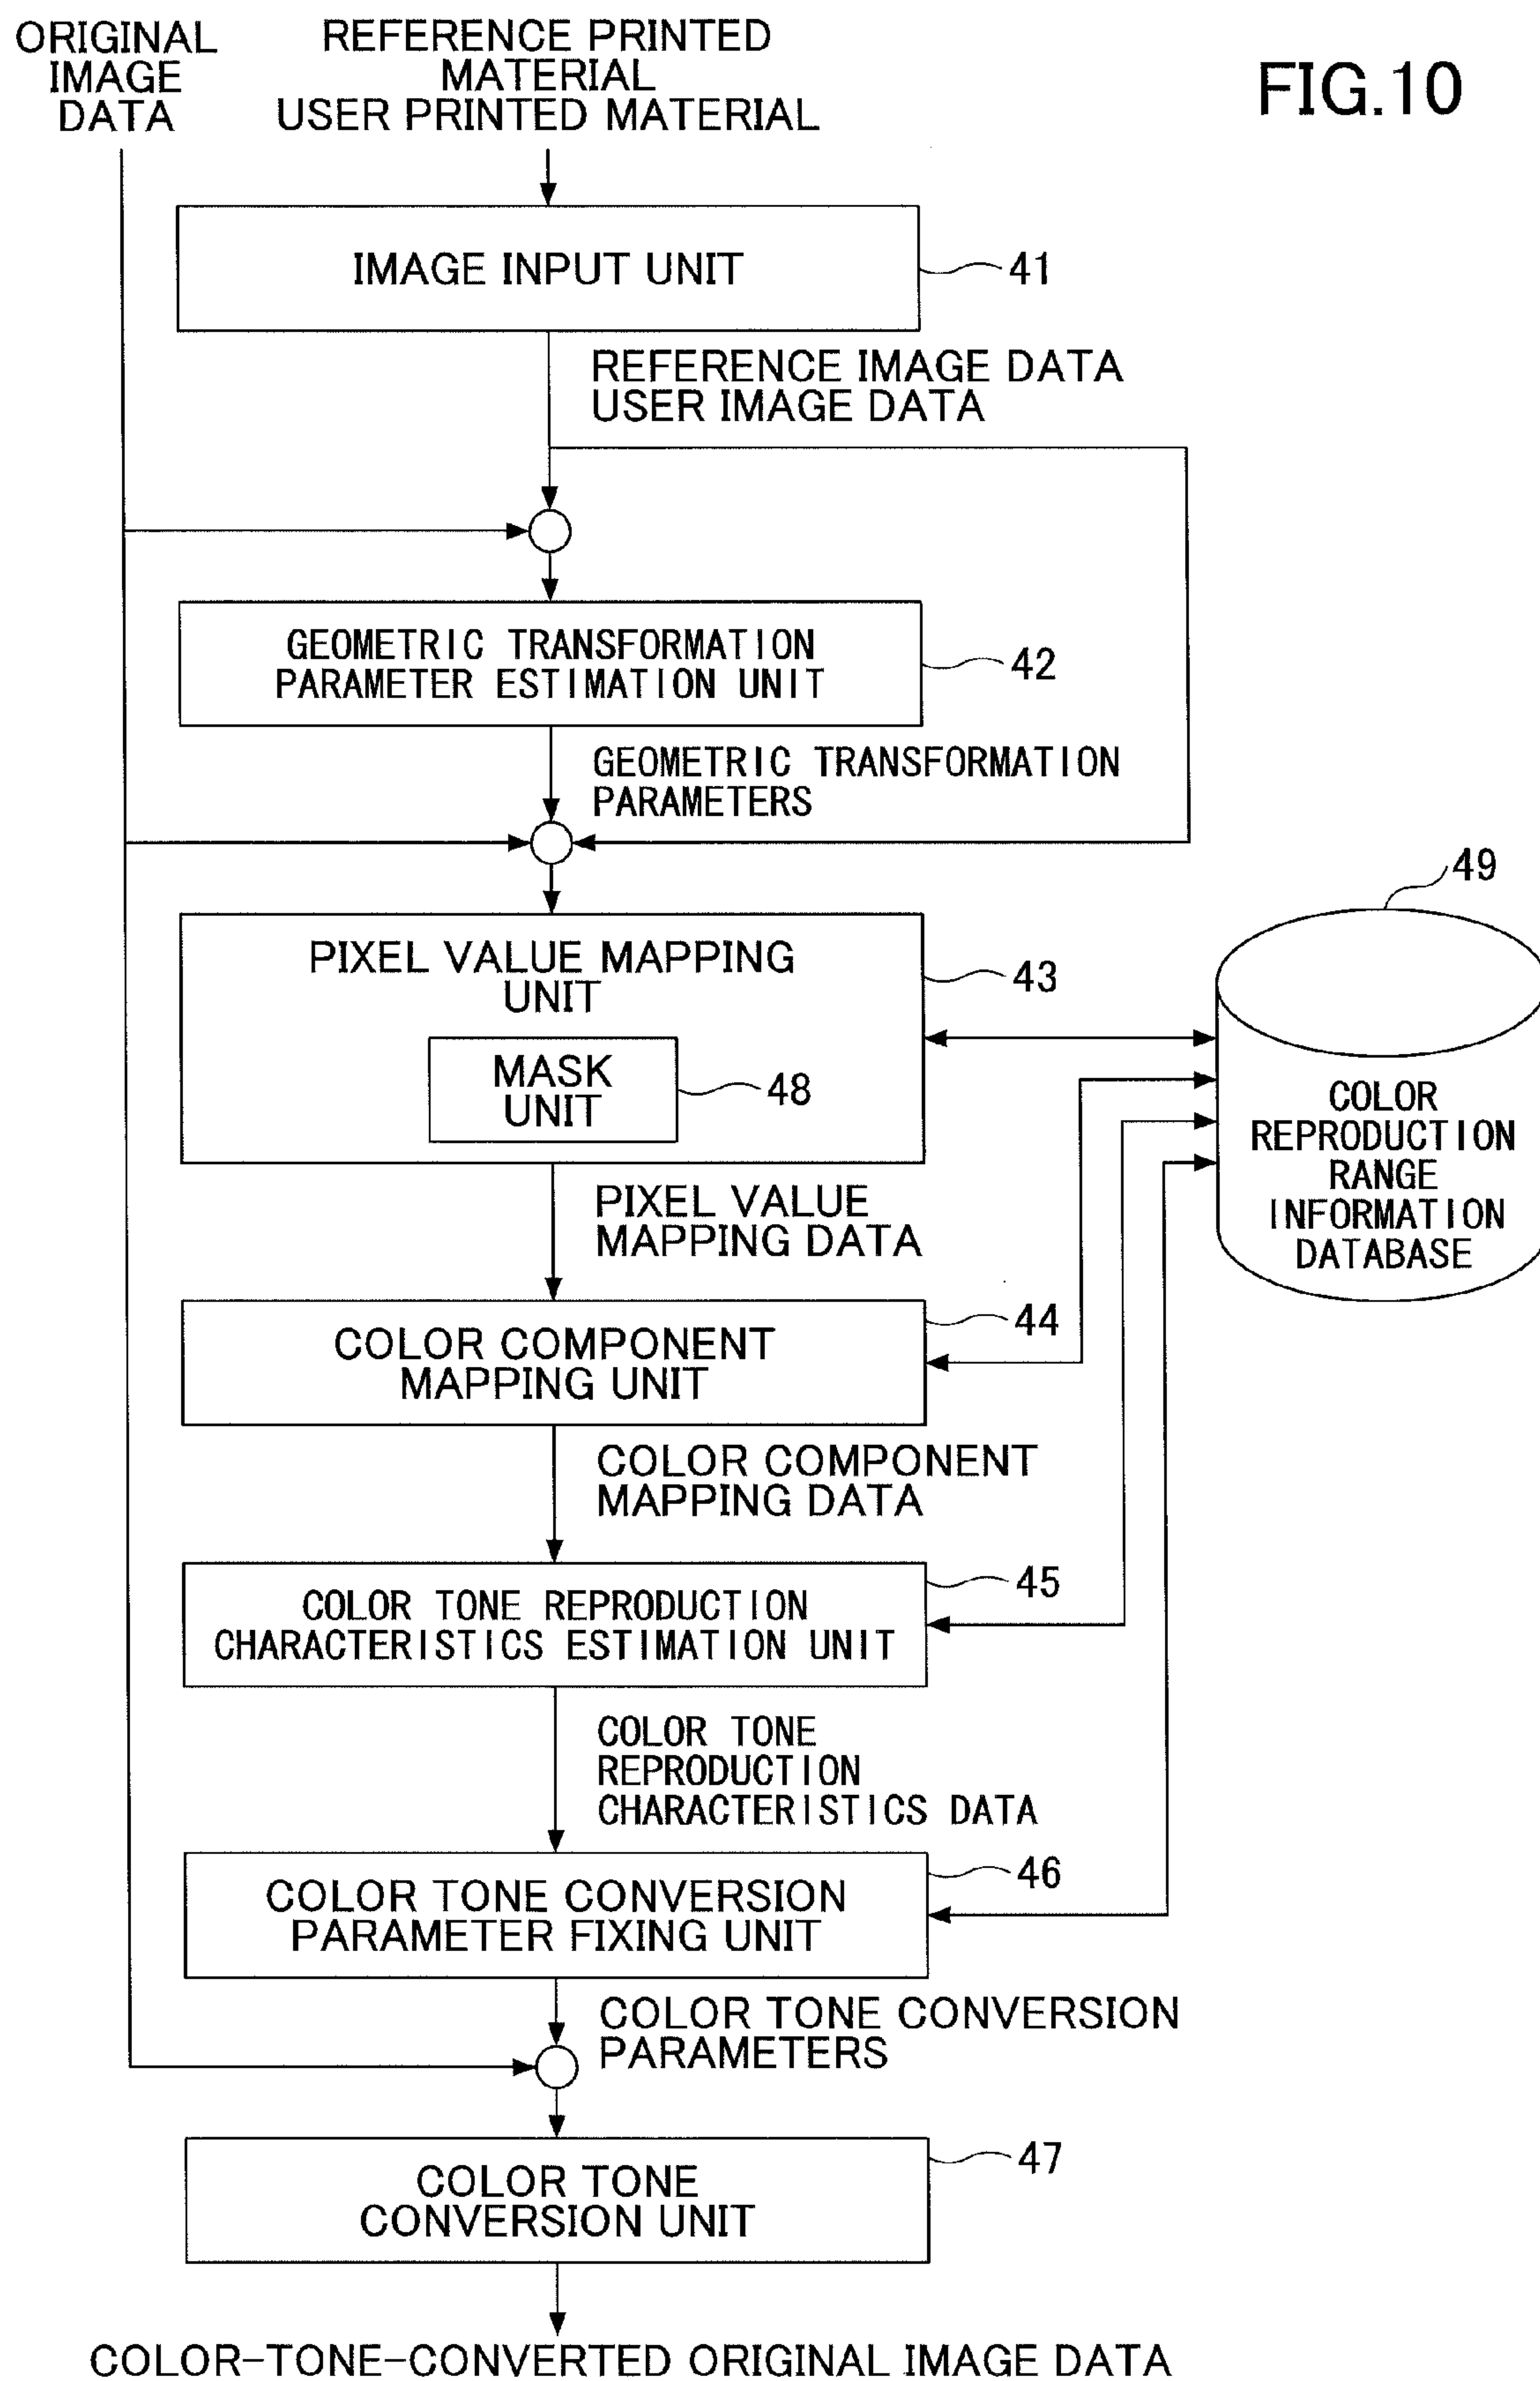 ORIGINAL
IMAGE
DATA
REFERENCE PRINTED
MATERIAL
USER PRINTED MATERIAL
FIG.10
IMAGE INPUT UNIT
41
REFERENCE IMAGE DATA
USER IMAGE DATA
GEOMETRIC TRANSFORMATION
PARAMETER ESTIMATION UNIT
42
GEOMETRIC TRANSFORMATION
PARAMETERS
PIXEL VALUE MAPPING
UNIT
43
MASK
UNIT
48
49
COLOR
REPRODUCTION
RANGE
INFORMATION
DATABASE
PIXEL VALUE
MAPPING DATA
COLOR COMPONENT
MAPPING UNIT
44
COLOR COMPONENT
MAPPING DATA
COLOR TONE REPRODUCTION
CHARACTERISTICS ESTIMATION UNIT
45
COLOR TONE
REPRODUCTION
CHARACTERISTICS DATA
COLOR TONE CONVERSION
PARAMETER FIXING UNIT
46
COLOR TONE CONVERSION
PARAMETERS
COLOR TONE
CONVERSION UNIT
47
COLOR-TONE-CONVERTED ORIGINAL IMAGE DATA